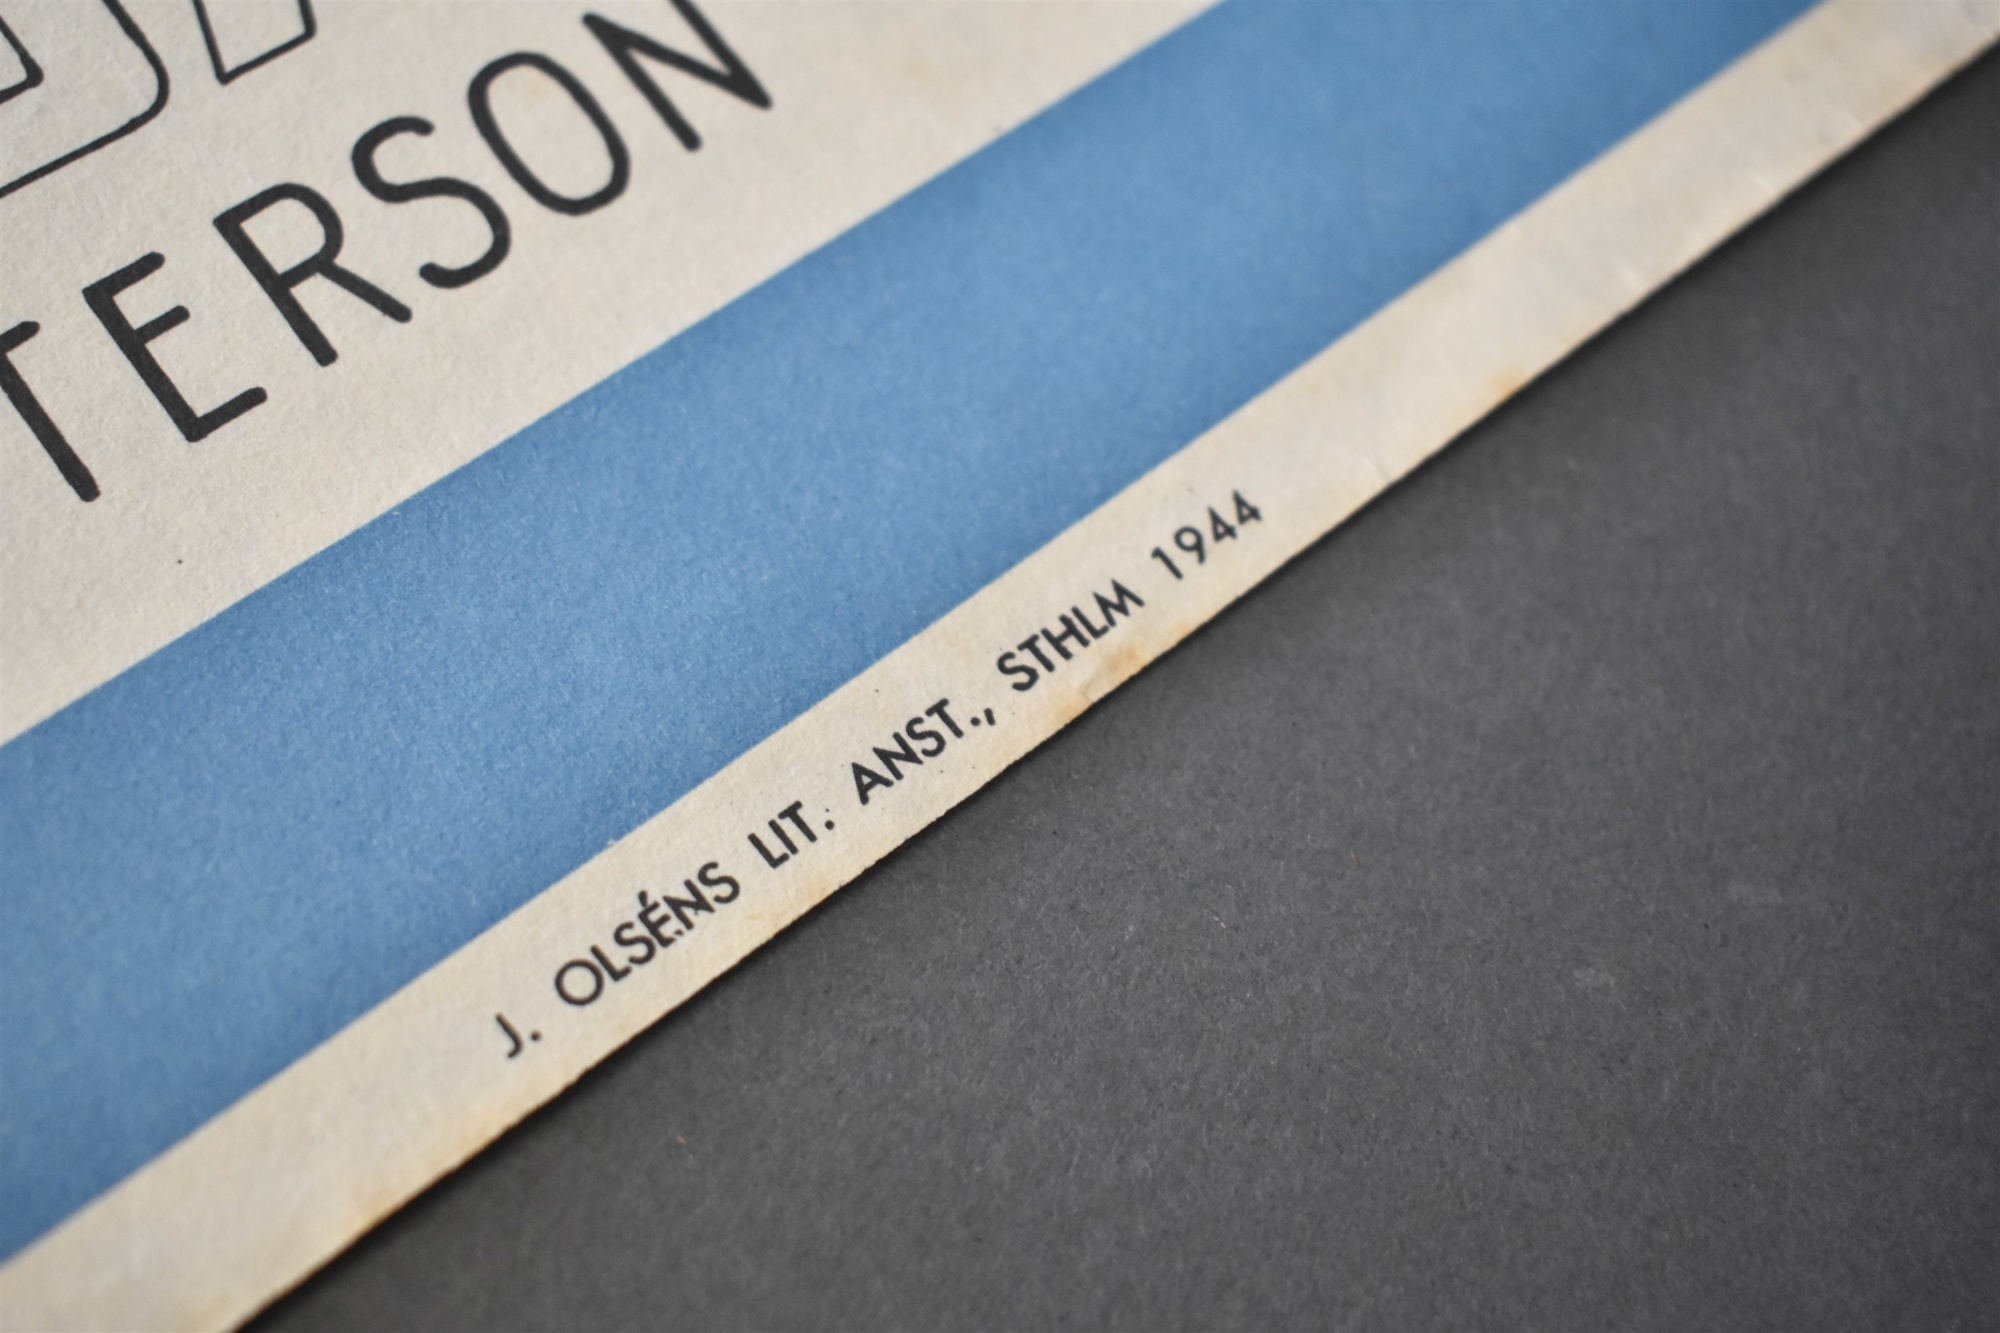 TERSON
J. OLSÉNS LIT. ANST., STHLM 1944